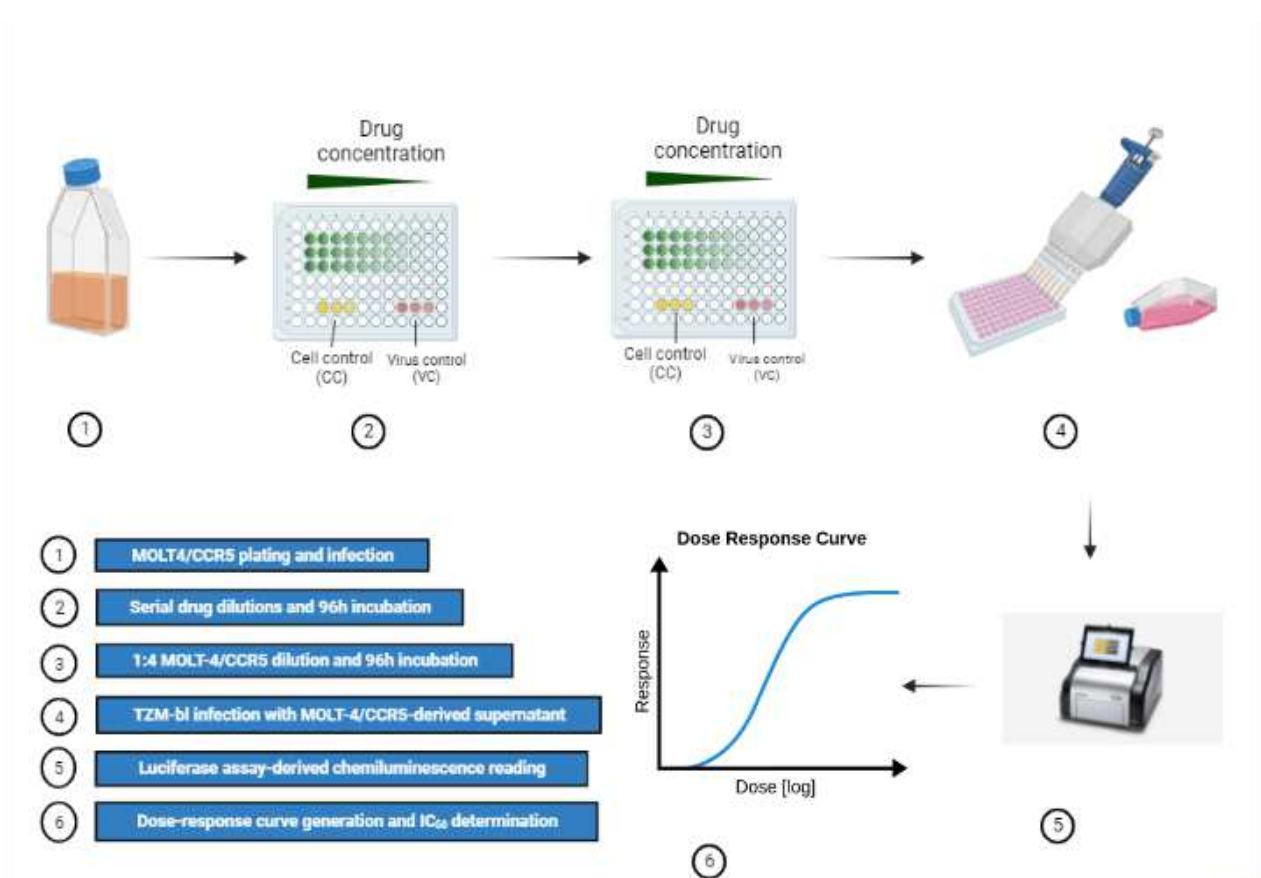 Drug
concentration
Drug
concentration
Cell control
(CC)
Virus control
(VC)
Cell control
(CC)
Virus control
(VC)
1
2
3
4
1 MOLT4/CCR5 plating and infection
2 Serial drug dilutions and 96h incubation
3 1:4 MOLT-4/CCR5 dilution and 96h incubation
4 TZM-bl infection with MOLT-4/CCR5-derived supernatant
5 Luciferase assay-derived chemiluminescence reading
6 Dose-response curve generation and IC₅₀ determination
Dose Response Curve
Response
Dose [log]
5
6